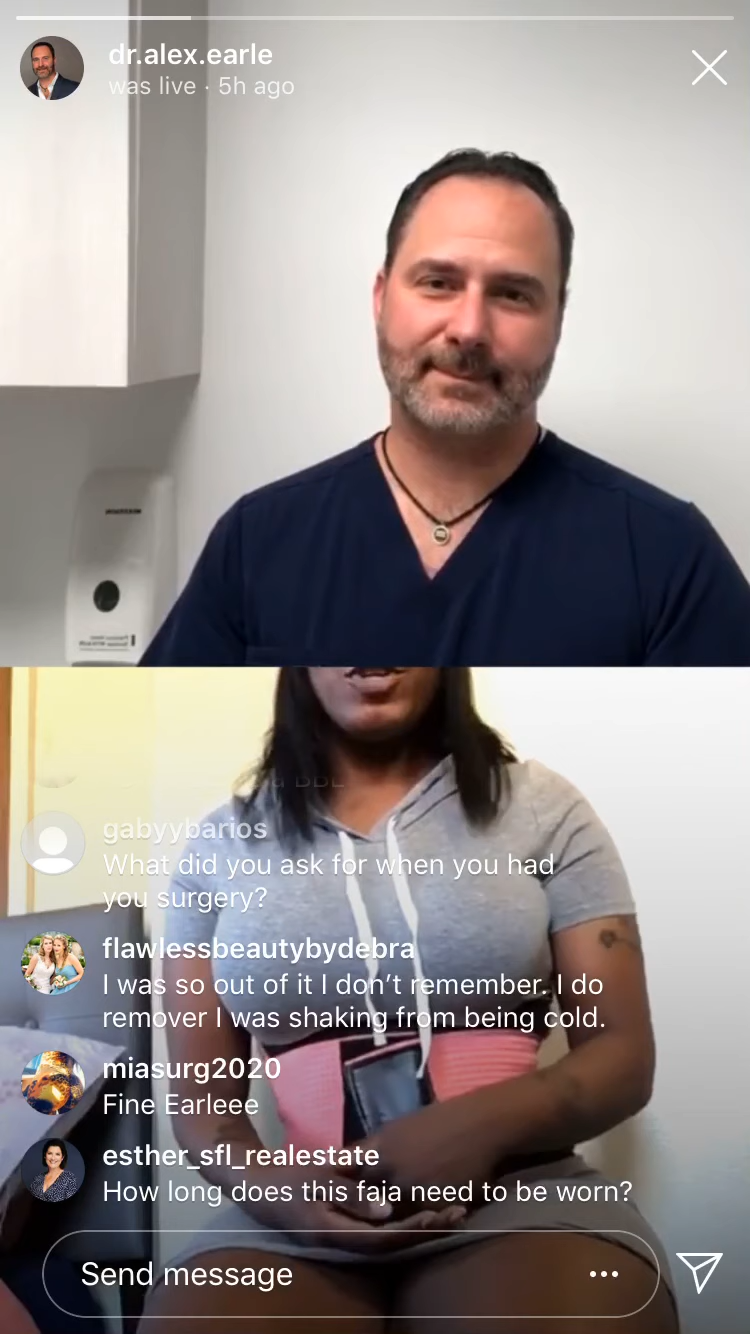 dr.alex.earle
was live · 5h ago
a BBL
gabyybarios
What did you ask for when you had
you surgery?
flawlessbeautybydebra
I was so out of it I don’t remember. I do
remover I was shaking from being cold.
miasurg2020
Fine Earleee
esther_sfl_realestate
How long does this faja need to be worn?
Send message